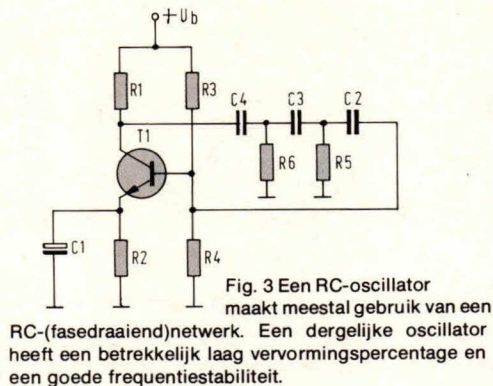 +Ub
R1
R3
C4
C3
C2
T1
R6
R5
C1
R2
R4
Fig. 3 Een RC-oscillator
maakt meestal gebruik van een
RC-(fasedraaiend)netwerk. Een dergelijke oscillator
heeft een betrekkelijk laag vervormingspercentage en
een goede frequentiestabiliteit.